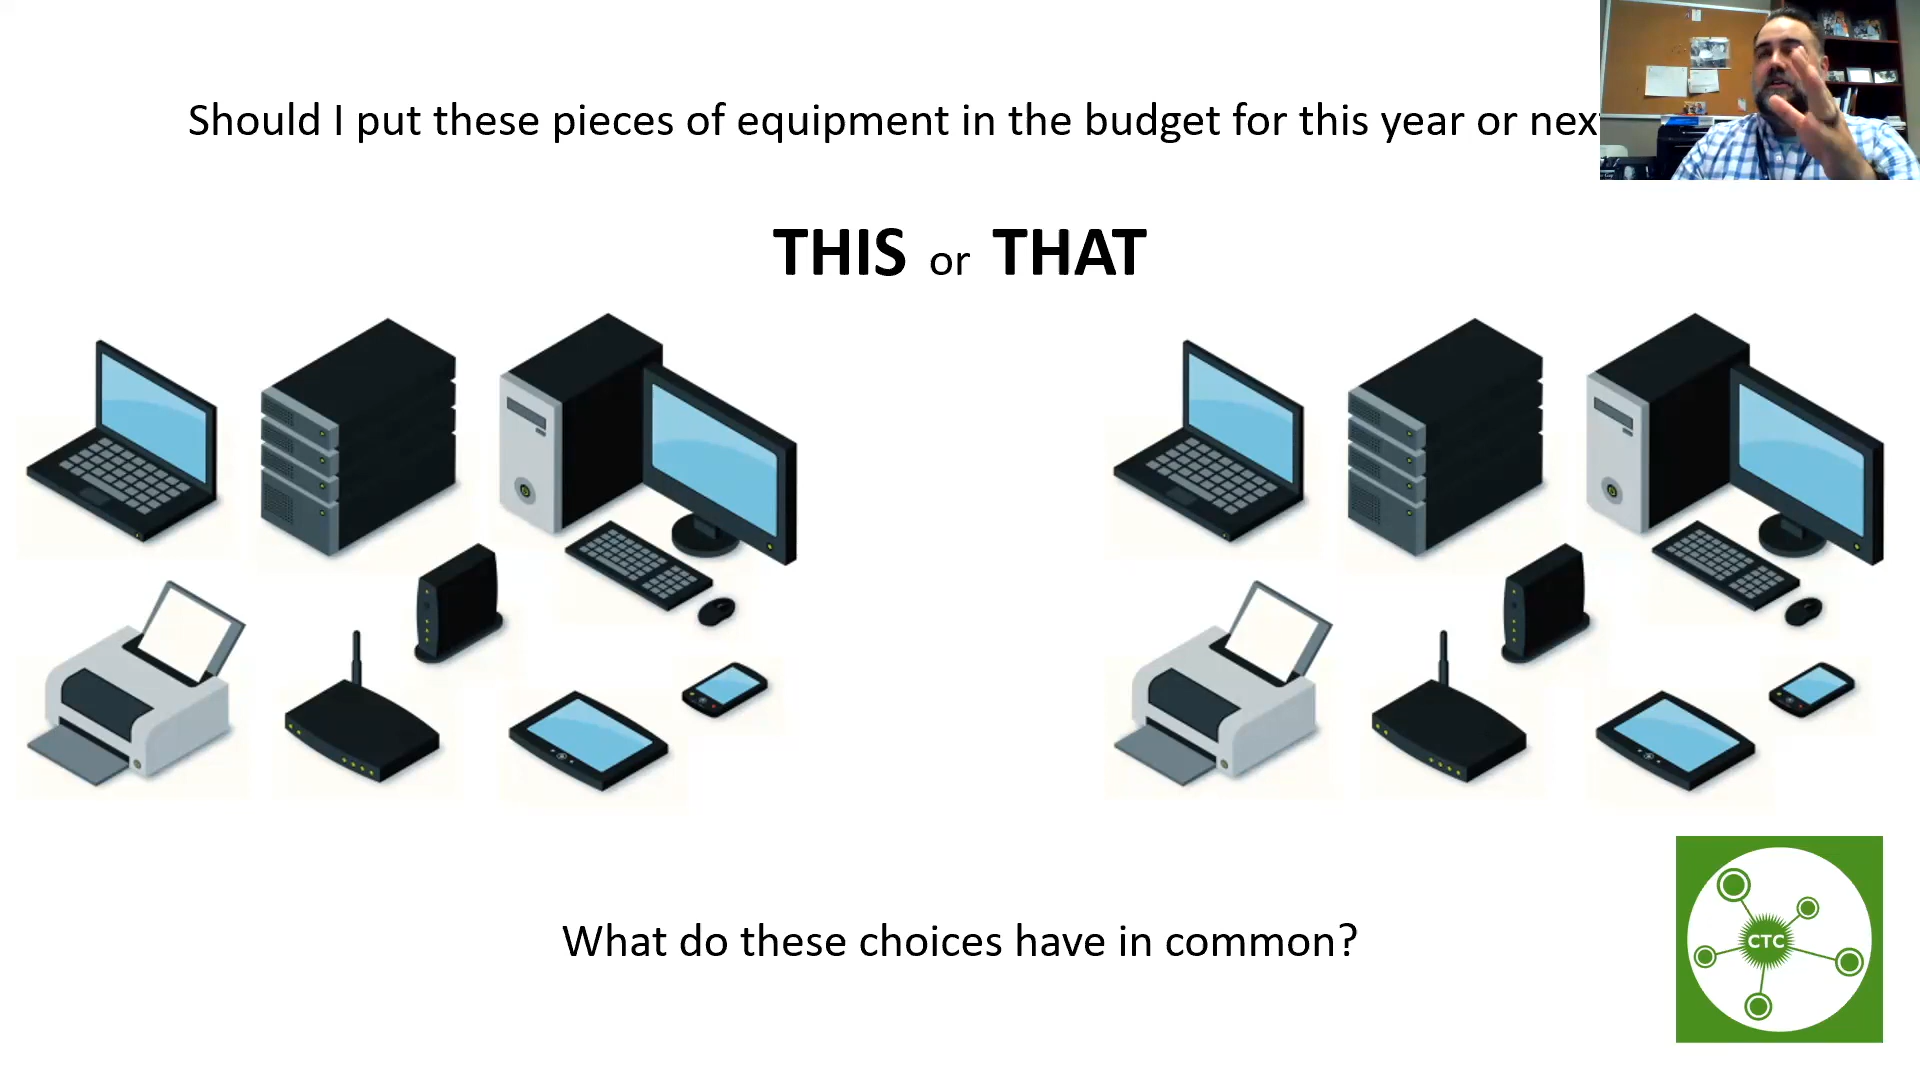 Should I put these pieces of equipment in the budget for this year or next
THIS or THAT
What do these choices have in common?
CTC